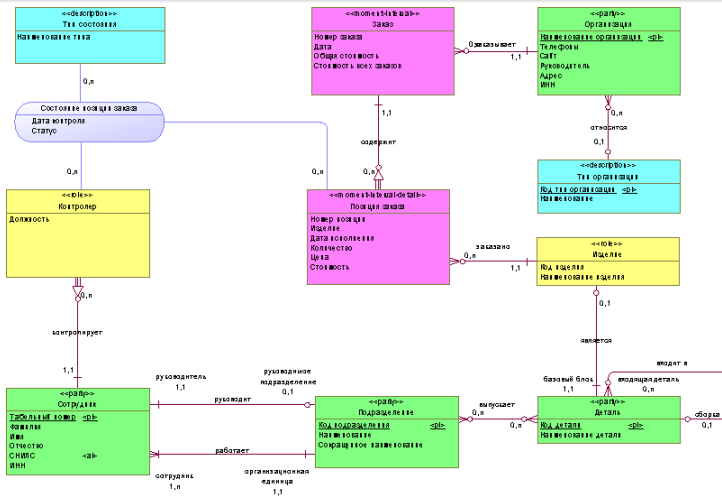 <<description>>
Тип состояния
Наименование типа
0,n
Состояние позиции заказа
Дата контроля
Статус
0,n
0,n
<<role>>
Контролер
Должность
0,n
контролирует
1,1
<<moment-interval>>
Заказ
Номер заказа
Дата
Общая стоимость
Стоимость всех заказов
0,n
заказывает
1,1
<<party>>
Организация
Наименование организации <pi>
Телефоны
Сайт
Руководитель
Адрес
ИНН
0,n
относится
0,1
<<description>>
Тип организации
Код тип организации <pi>
Наименование
1,1
содержит
0,n
<<moment-interval-detail>>
Позиция заказа
Номер позиции
Изделие
Дата исполнения
Количество
Цена
Стоимость
заказано
0,n
1,1
<<role>>
Изделие
Код изделия
Наименование изделия
0,1
является
базовый блок
1,1
входит в
входящая деталь
0,n
<<party>>
Сотрудник
Табельный номер <pi>
Фамилия
Имя
Отчество
СНИЛС <ai>
ИНН
руководитель
1,1
руководит
руководимое
подразделение
0,1
работает
сотрудник
1,n
организационная
единица
1,1
<<party>>
Подразделение
Код подразделения <pi>
Наименование
Сокращенное наименование
выпускает
0,n
0,n
<<party>>
Деталь
Код детали <pi>
Наименование детали
сборка
0,1